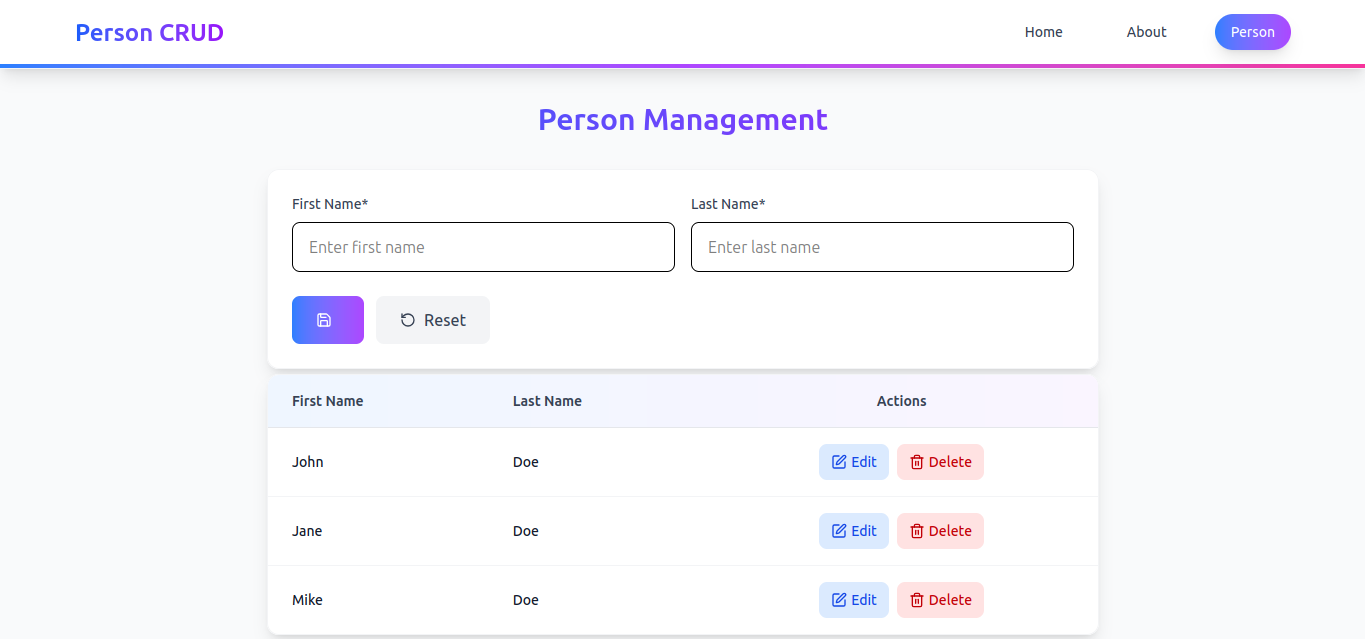 Person CRUD Home About Person
Person Management
First Name* Last Name*
Enter first name Enter last name
Reset
First Name Last Name Actions
John Doe Edit Delete
Jane Doe Edit Delete
Mike Doe Edit Delete